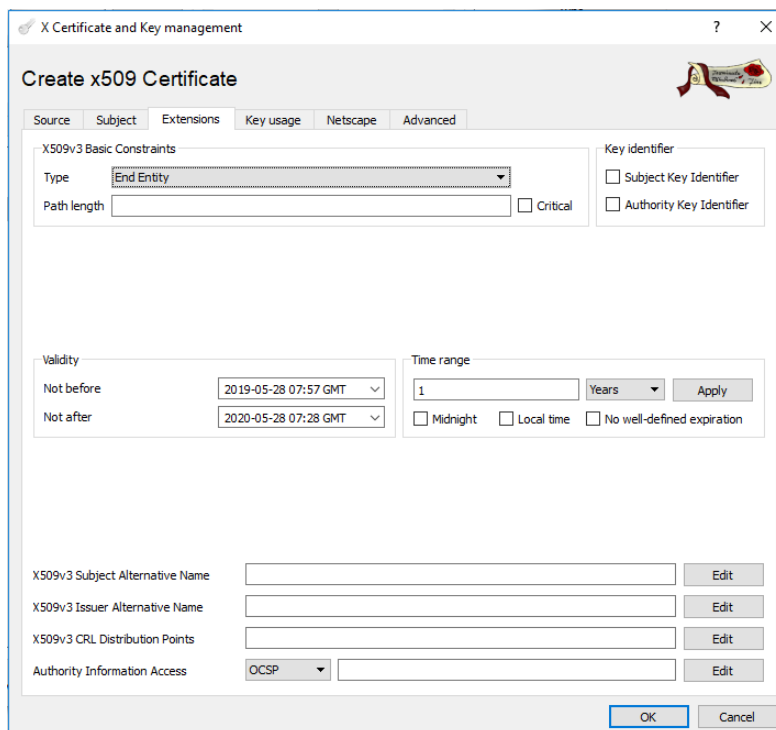 X Certificate and Key management
?
Create x509 Certificate
Source Subject Extensions Key usage Netscape Advanced
X509v3 Basic Constraints
Key identifier
Type End Entity
Subject Key Identifier
Path length Critical
Authority Key Identifier
Validity
Time range
Not before 2019-05-28 07:57 GMT
1 Years Apply
Not after 2020-05-28 07:28 GMT
Midnight Local time No well-defined expiration
X509v3 Subject Alternative Name Edit
X509v3 Issuer Alternative Name Edit
X509v3 CRL Distribution Points Edit
Authority Information Access OCSP Edit
OK Cancel